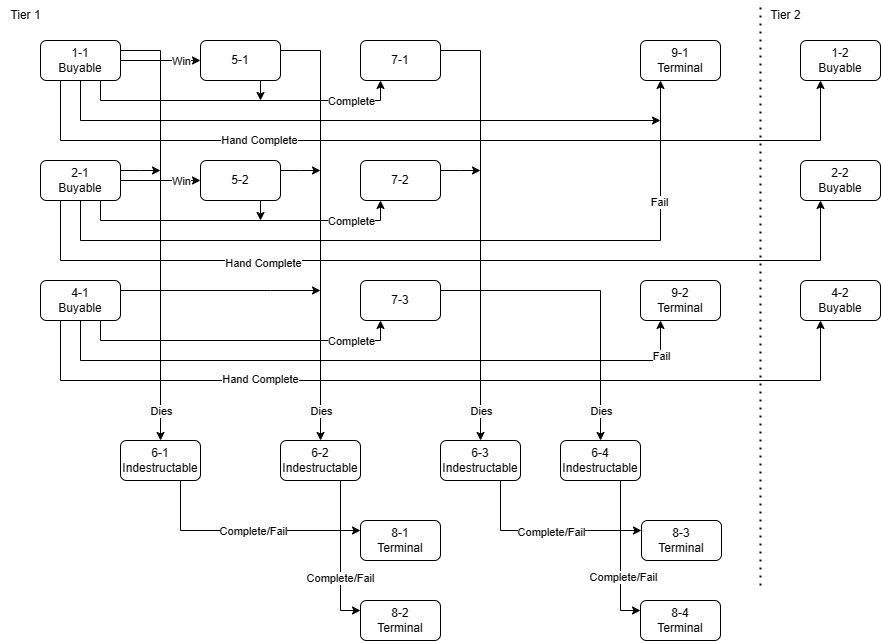 Tier 1
Tier 2
1-1
Buyable
Win
5-1
7-1
9-1
Terminal
1-2
Buyable
Complete
Hand Complete
2-1
Buyable
Win
5-2
7-2
2-2
Buyable
Fail
Complete
Hand Complete
4-1
Buyable
7-3
9-2
Terminal
4-2
Buyable
Complete
Fail
Hand Complete
Dies
Dies
Dies
Dies
6-1
Indestructable
6-2
Indestructable
6-3
Indestructable
6-4
Indestructable
Complete/Fail
8-1
Terminal
Complete/Fail
8-3
Terminal
Complete/Fail
Complete/Fail
8-2
Terminal
8-4
Terminal